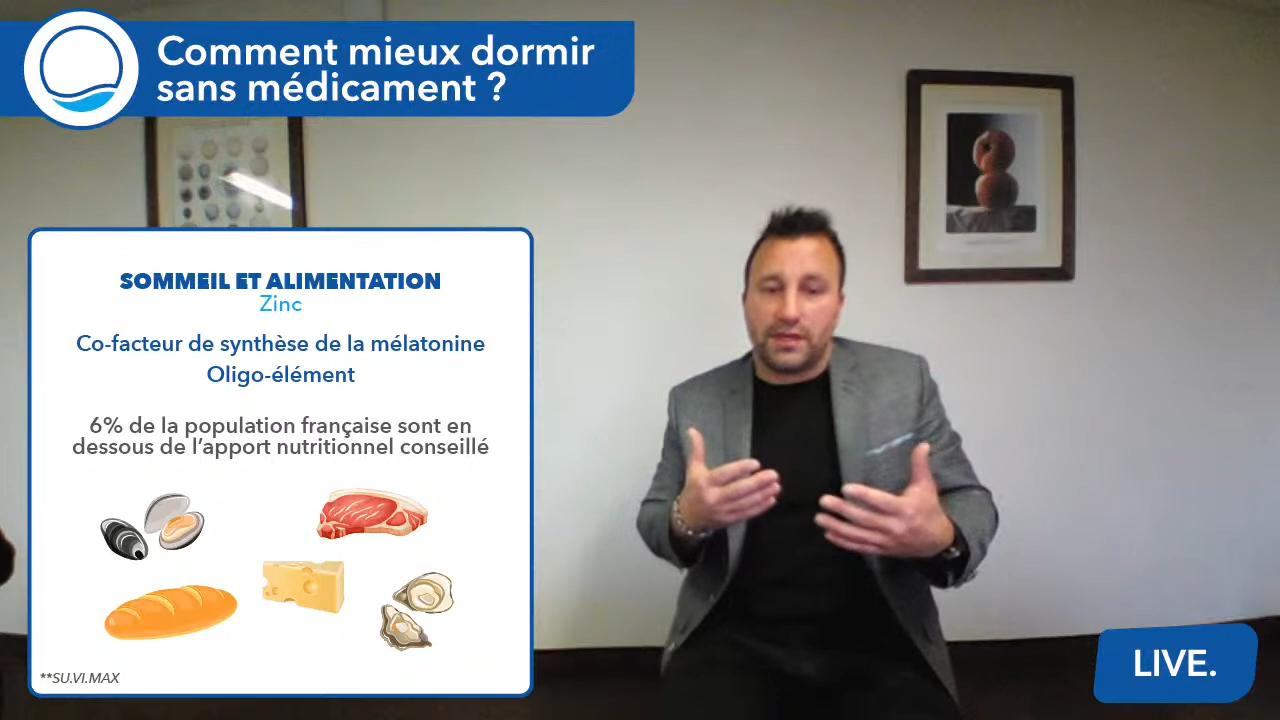 Comment mieux dormir
sans médicament ?
SOMMEIL ET ALIMENTATION
Zinc
Co-facteur de synthèse de la mélatonine
Oligo-élément
6% de la population française sont en
dessous de l'apport nutritionnel conseillé
**SU.VI.MAX
LIVE.